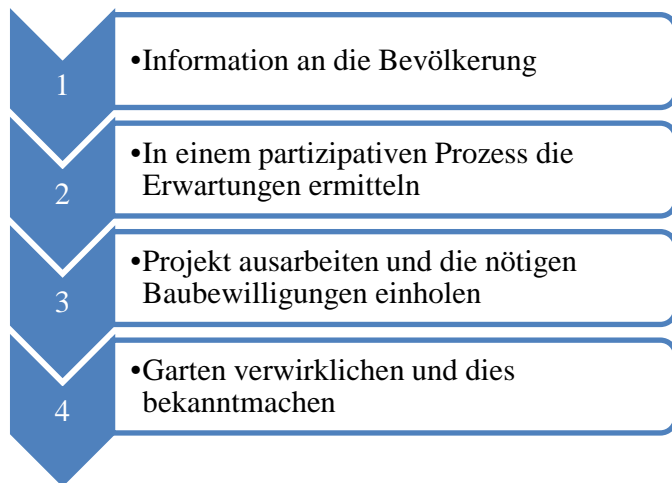 1
•Information an die Bevölkerung
2
•In einem partizipativen Prozess die
Erwartungen ermitteln
3
•Projekt ausarbeiten und die nötigen
Baubewilligungen einholen
4
•Garten verwirklichen und dies
bekanntmachen